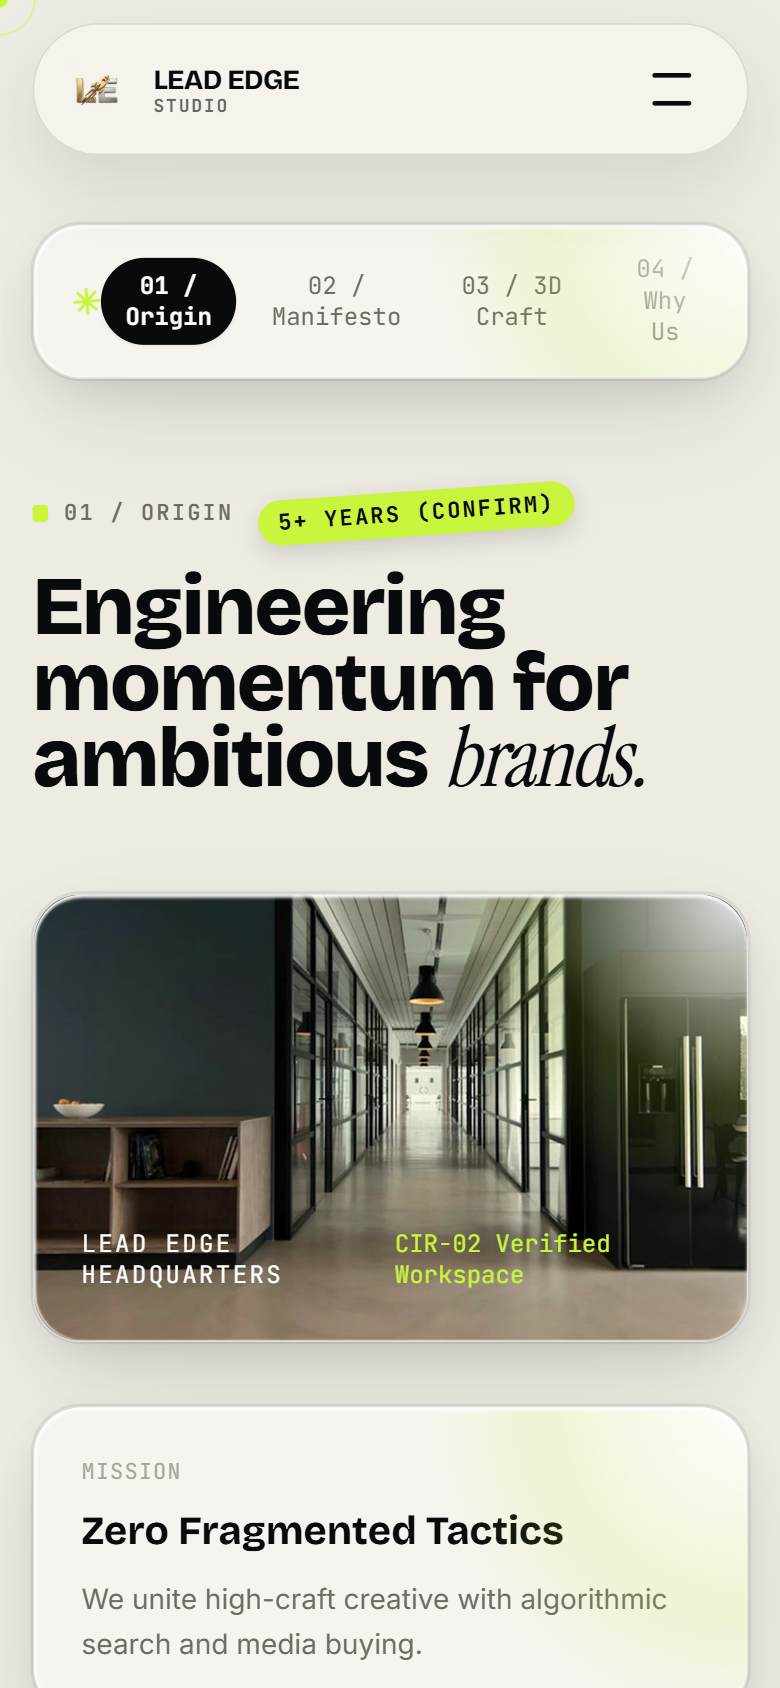 LE
LEAD EDGE
STUDIO
01 /
Origin
02 /
Manifesto
03 / 3D
Craft
04 /
Why
Us
01 / ORIGIN
5+ YEARS (CONFIRM)
Engineering
momentum for
ambitious brands.
LEAD EDGE
HEADQUARTERS
CIR-02 Verified
Workspace
MISSION
Zero Fragmented Tactics
We unite high-craft creative with algorithmic
search and media buying.